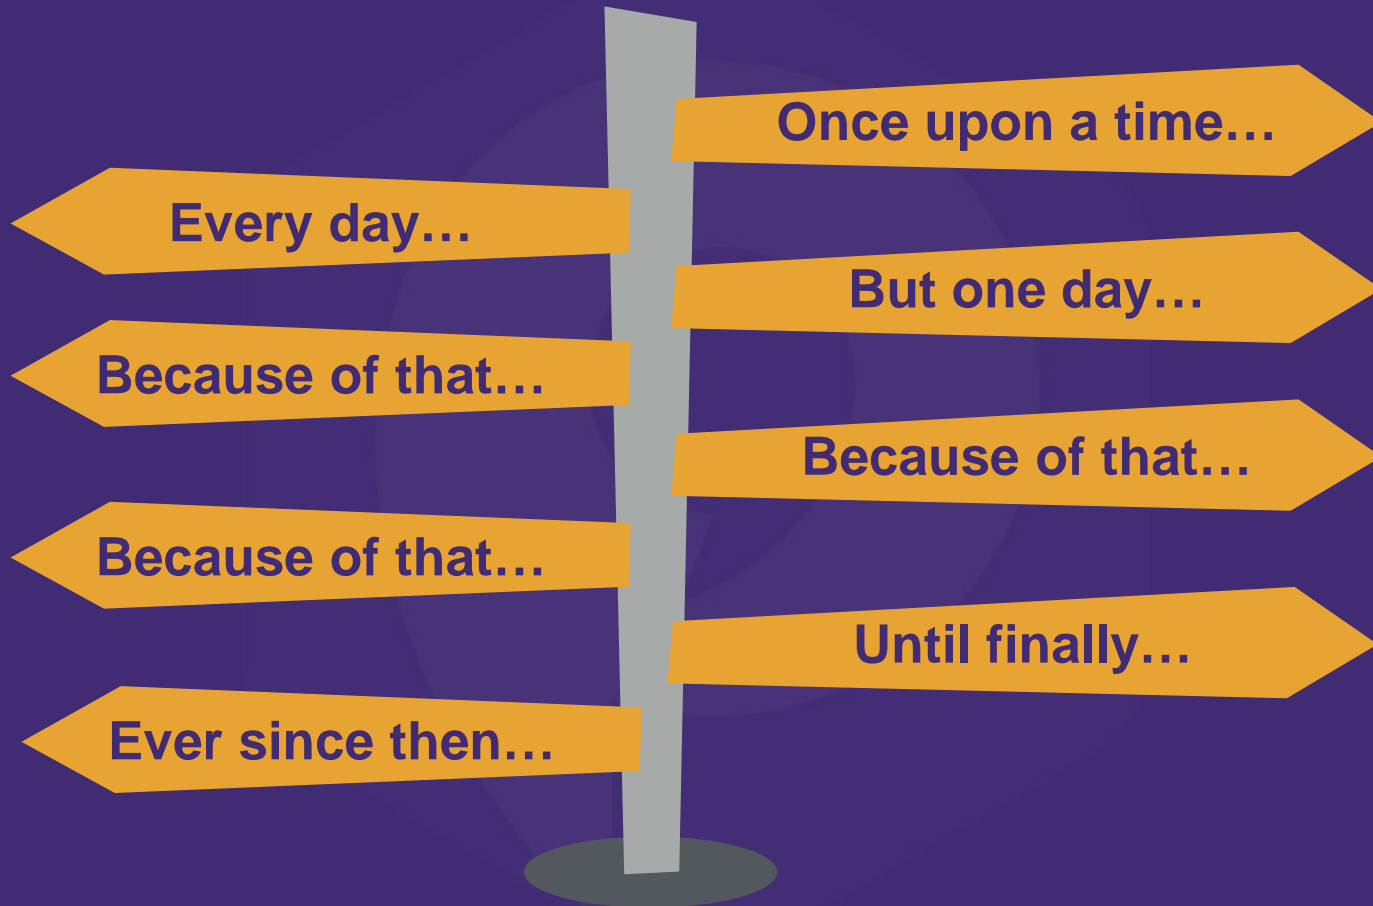 Once upon a time…
Every day…
But one day…
Because of that…
Because of that…
Because of that…
Until finally…
Ever since then…